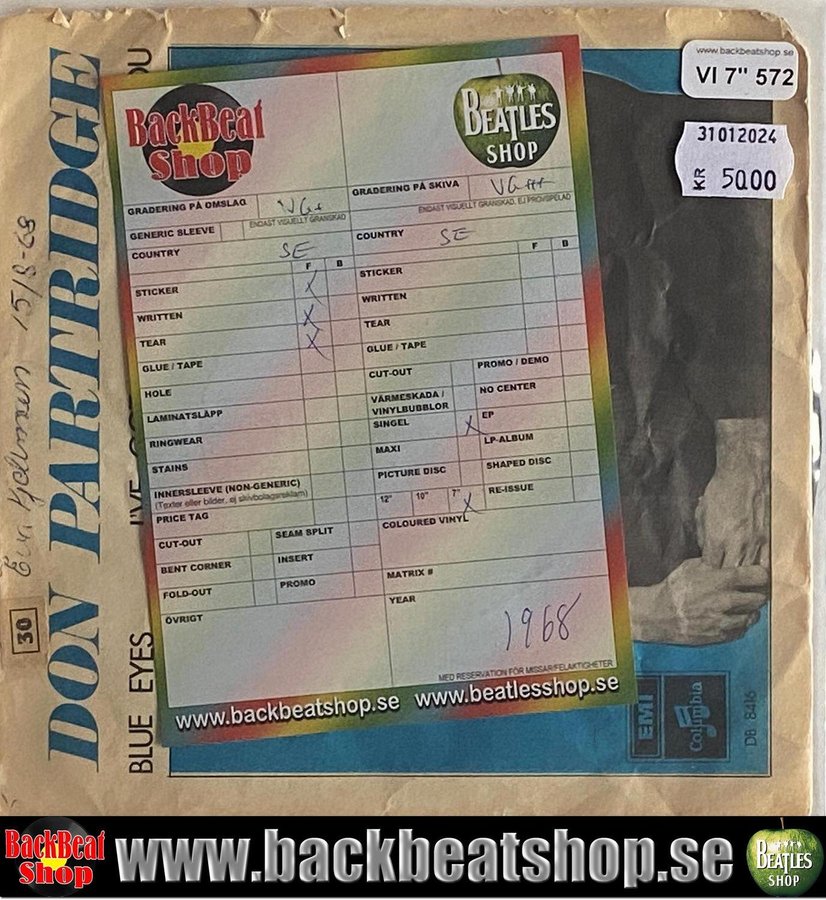 www.backbeatshop.se
VI 7" 572
31012024
KR 5000
DON PARTRIDGE
BLUE EYES
I'VE
OU
15/8-68
30
BackBeat
Shop
BEATLES
SHOP
GRADERING PÅ OMSLAG VG+
ENDAST VISUELLT GRANSKAD
GENERIC SLEEVE
COUNTRY SE
F B
STICKER X
WRITTEN X
TEAR X
GLUE / TAPE
HOLE
LAMINATSLÄPP
RINGWEAR
STAINS
INNERSLEEVE (NON-GENERIC)
(Texter eller bilder, ej skivbolagsreklam)
PRICE TAG
CUT-OUT SEAM SPLIT
BENT CORNER INSERT
FOLD-OUT PROMO
ÖVRIGT
GRADERING PÅ SKIVA VG++
ENDAST VISUELLT GRANSKAD, EJ PROVSPELAD
COUNTRY SE
F B
STICKER
WRITTEN
TEAR
GLUE / TAPE
CUT-OUT PROMO / DEMO
VÄRMESKADA /
VINYLBUBBLOR NO CENTER
SINGEL X EP
MAXI LP-ALBUM
PICTURE DISC SHAPED DISC
12" 10" 7" X RE-ISSUE
COLOURED VINYL
MATRIX #
YEAR
1968
MED RESERVATION FÖR MISSAR/FELAKTIGHETER
www.backbeatshop.se www.beatlesshop.se
EMI
Columbia
DB 8416
BackBeat
Shop
www.backbeatshop.se
BEATLES
SHOP